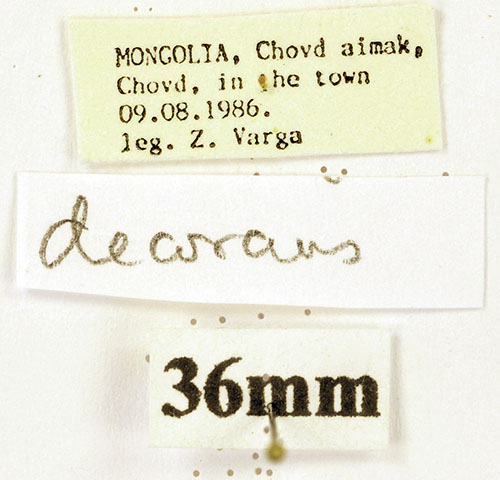 MONGOLIA, Chovd aimak,
Chovd, in the town
09.08.1986.
leg. Z. Varga
decorans
36mm